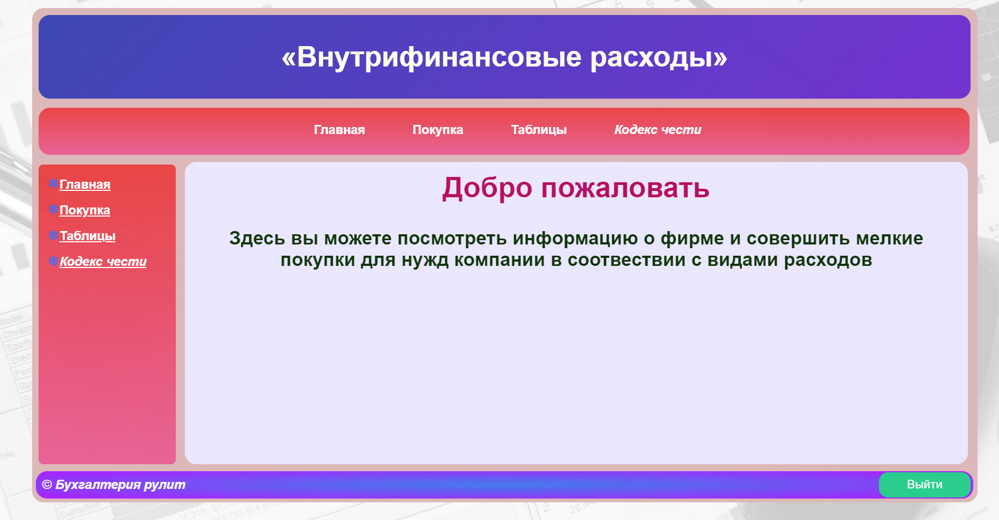 «Внутрифинансовые расходы»
Главная Покупка Таблицы Кодекс чести
Главная
Покупка
Таблицы
Кодекс чести
Добро пожаловать
Здесь вы можете посмотреть информацию о фирме и совершить мелкие
покупки для нужд компании в соотвествии с видами расходов
© Бухгалтерия рулит
Выйти